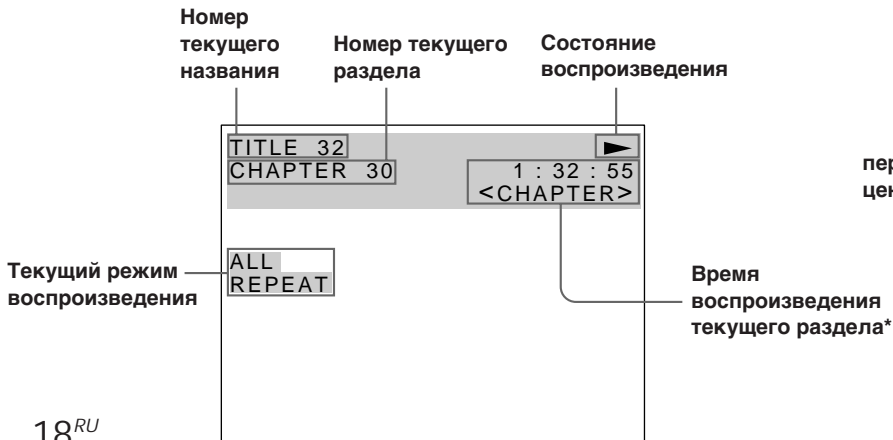 Номер
текущего
названия
Номер текущего
раздела
Состояние
воспроизведения
TITLE 32
CHAPTER 30
1 : 32 : 55
<CHAPTER>
ALL
REPEAT
Текущий режим
воспроизведения
Время
воспроизведения
текущего раздела*
18RU